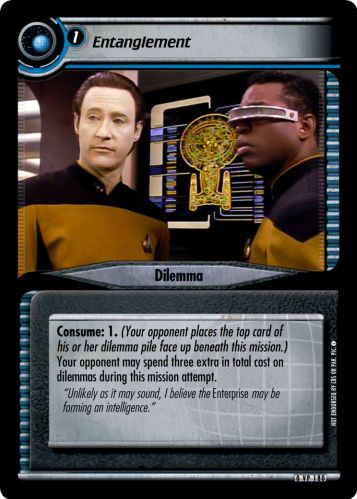 1 Entanglement
Dilemma
Consume: 1. (Your opponent places the top card of
his or her dilemma pile face up beneath this mission.)
Your opponent may spend three extra in total cost on
dilemmas during this mission attempt.
“Unlikely as it may sound, I believe the Enterprise may be
forming an intelligence.”
NOT ENDORSED BY CBS OR PAR. PIC.
0 VP 180